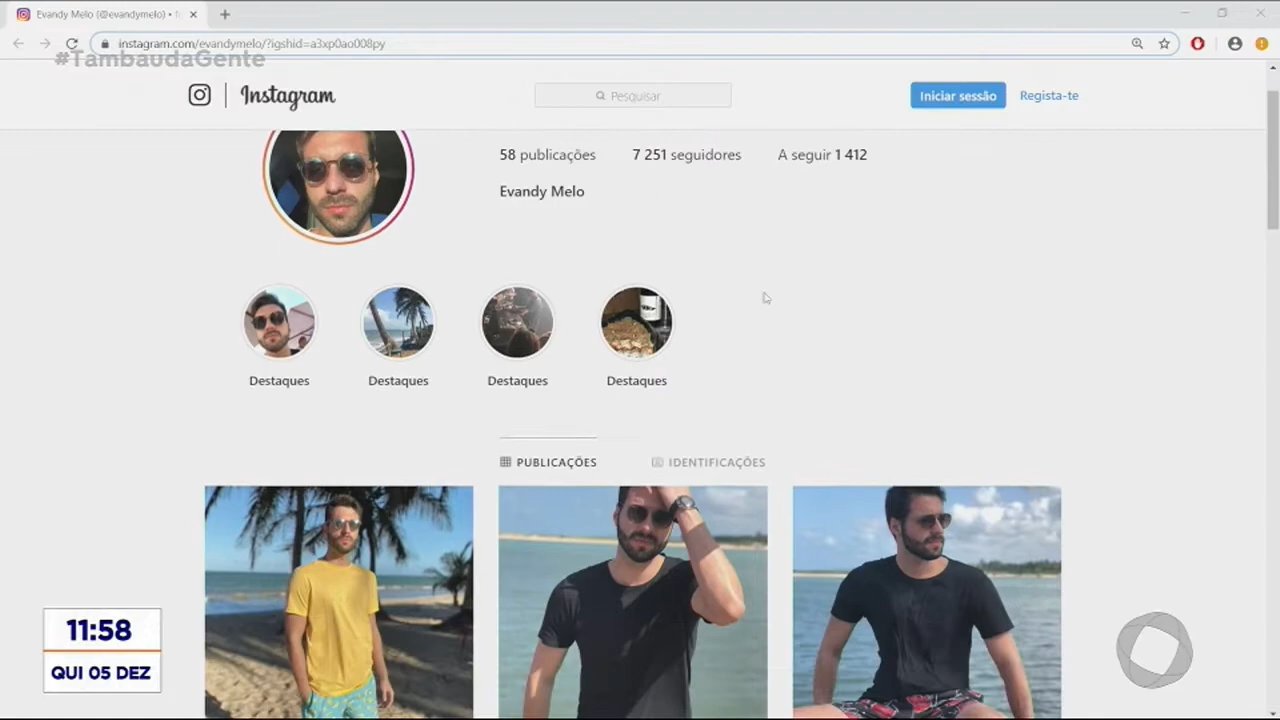 Evandy Melo (@evandymelo) •
instagram.com/evandymelo/?igshid=a3xp0ao008py
#TambaudaGente
Instagram
Pesquisar
Iniciar sessão
Regista-te
58 publicações
7 251 seguidores
A seguir 1 412
Evandy Melo
Destaques
Destaques
Destaques
Destaques
PUBLICAÇÕES
IDENTIFICAÇÕES
11:58
QUI 05 DEZ